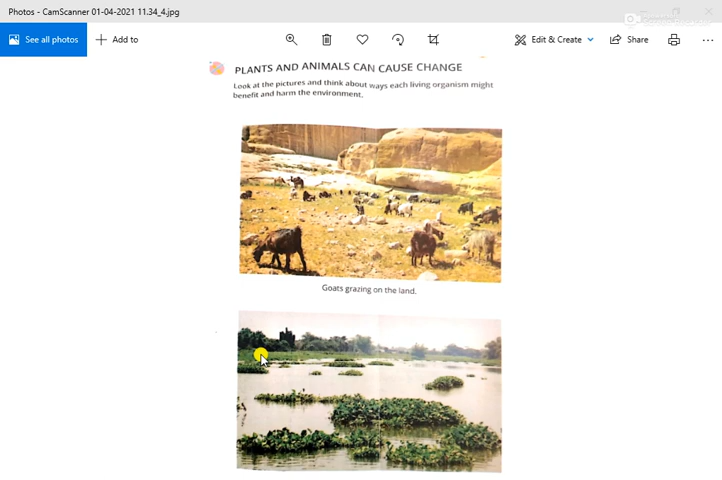 Photos - CamScanner 01-04-2021 11.34_4.jpg
See all photos
Add to
Edit & Create
Share
PLANTS AND ANIMALS CAN CAUSE CHANGE
Look at the pictures and think about ways each living organism might
benefit and harm the environment.
Goats grazing on the land.